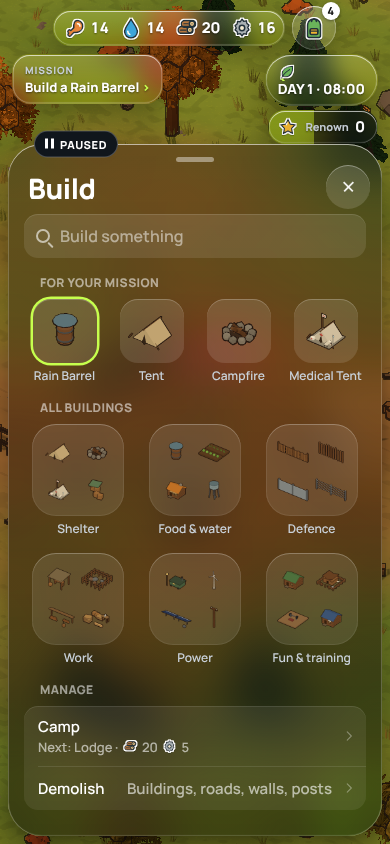 14 14 20 16
4
MISSION
Build a Rain Barrel ›
DAY 1 · 08:00
Renown 0
PAUSED
Build
Build something
FOR YOUR MISSION
Rain Barrel Tent Campfire Medical Tent
ALL BUILDINGS
Shelter Food & water Defence
Work Power Fun & training
MANAGE
Camp
Next: Lodge · 20 5
Demolish Buildings, roads, walls, posts